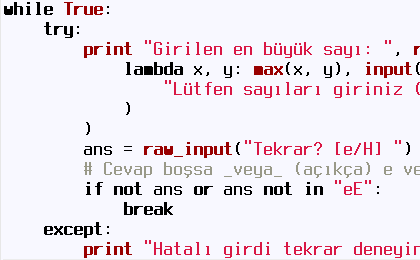 while True:
    try:
        print "Girilen en büyük sayı: ",
            lambda x, y: max(x, y), input(
                "Lütfen sayıları giriniz (
            )
        )
        ans = raw_input("Tekrar? [e/H] ")
        # Cevap boşsa _veya_ (açıkça) e ve
        if not ans or ans not in "eE":
            break
    except:
        print "Hatalı girdi tekrar